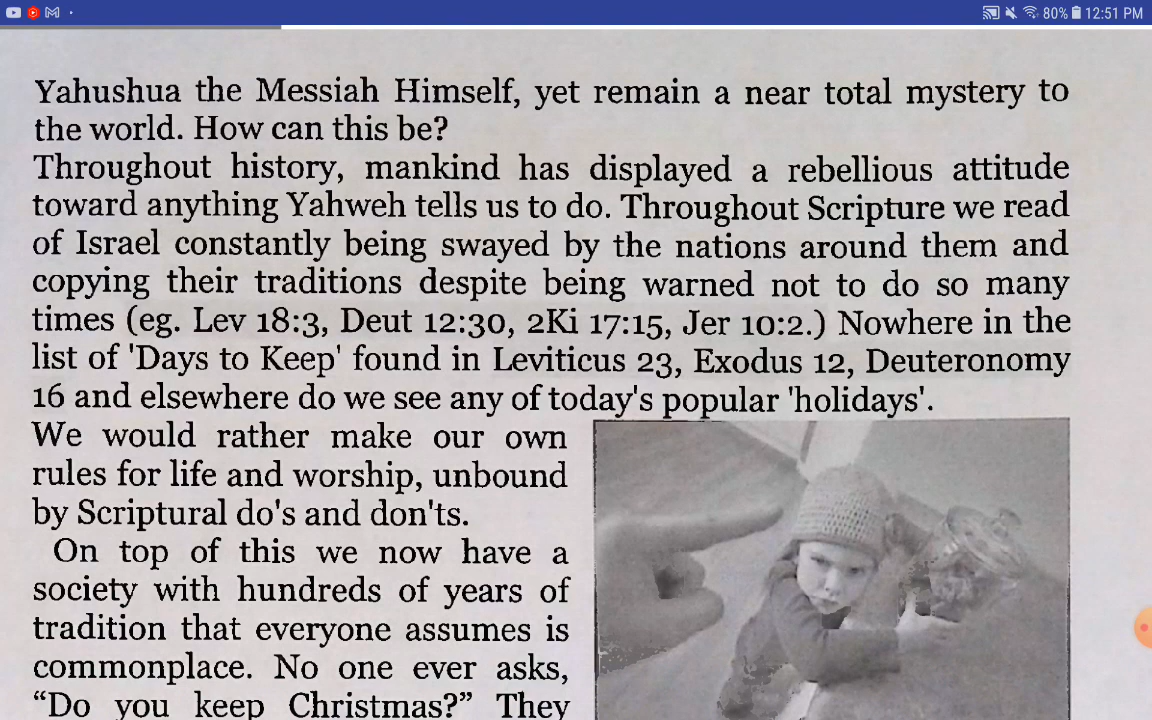 80% 12:51 PM
Yahushua the Messiah Himself, yet remain a near total mystery to
the world. How can this be?
Throughout history, mankind has displayed a rebellious attitude
toward anything Yahweh tells us to do. Throughout Scripture we read
of Israel constantly being swayed by the nations around them and
copying their traditions despite being warned not to do so many
times (eg. Lev 18:3, Deut 12:30, 2Ki 17:15, Jer 10:2.) Nowhere in the
list of 'Days to Keep' found in Leviticus 23, Exodus 12, Deuteronomy
16 and elsewhere do we see any of today's popular 'holidays'.
We would rather make our own
rules for life and worship, unbound
by Scriptural do's and don'ts.
On top of this we now have a
society with hundreds of years of
tradition that everyone assumes is
commonplace. No one ever asks,
“Do you keep Christmas?” They